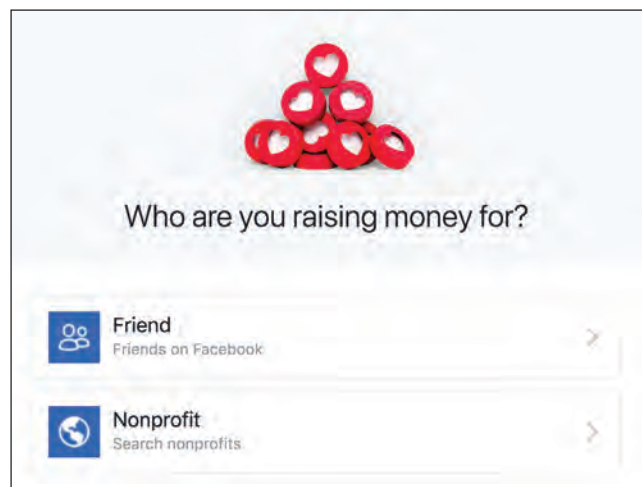 Who are you raising money for?
Friend
Friends on Facebook
Nonprofit
Search nonprofits